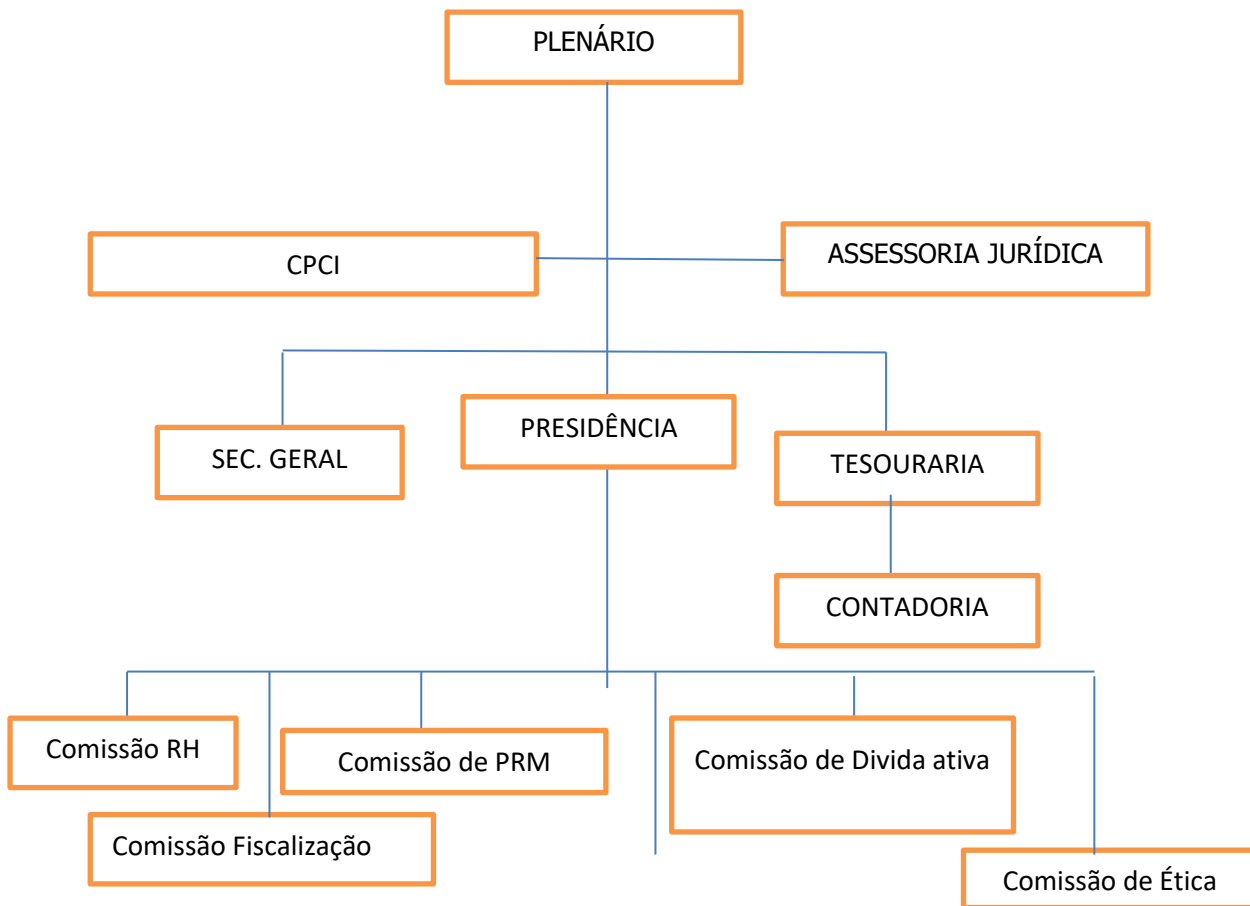 PLENÁRIO
CPCI
ASSESSORIA JURÍDICA
SEC. GERAL
PRESIDÊNCIA
TESOURARIA
CONTADORIA
Comissão RH
Comissão de PRM
Comissão de Divida ativa
Comissão Fiscalização
Comissão de Ética